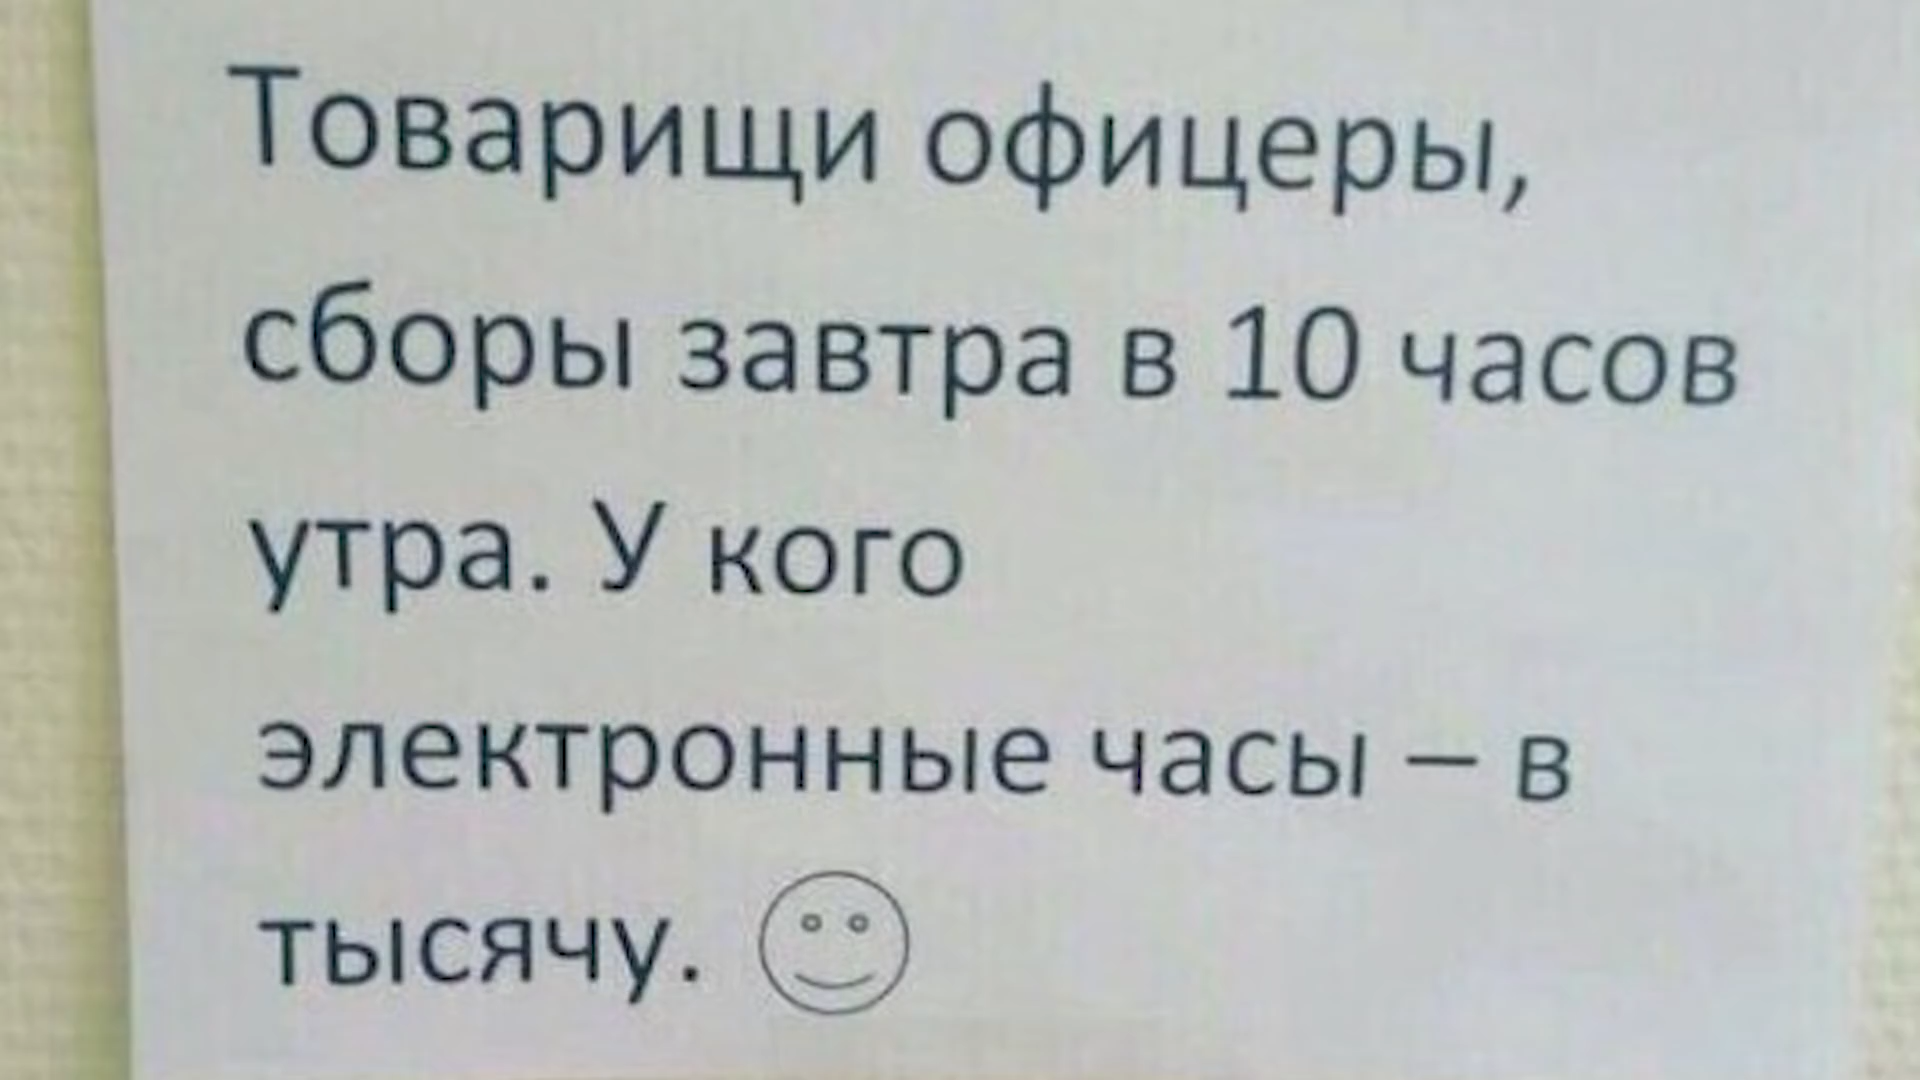 Товарищи офицеры,
сборы завтра в 10 часов
утра. У кого
электронные часы – в
тысячу.